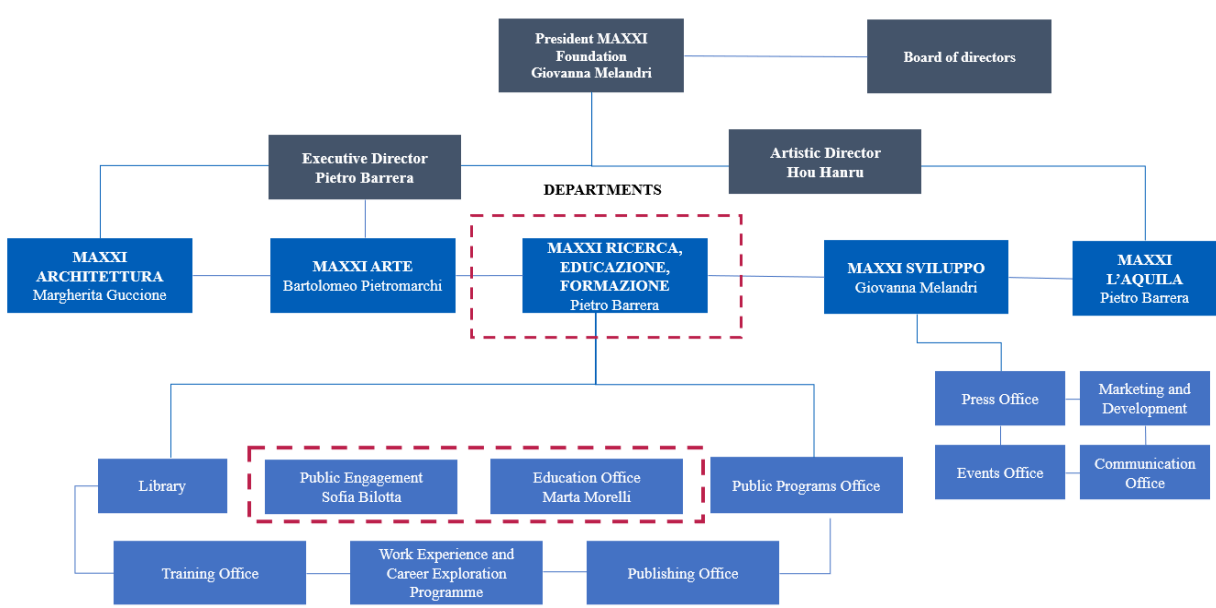 President MAXXI
Foundation
Giovanna Melandri
Board of directors
Executive Director
Pietro Barrera
Artistic Director
Hou Hanru
DEPARTMENTS
MAXXI
ARCHITETTURA
Margherita Guccione
MAXXI ARTE
Bartolomeo Pietromarchi
MAXXI RICERCA,
EDUCAZIONE,
FORMAZIONE
Pietro Barrera
MAXXI SVILUPPO
Giovanna Melandri
MAXXI
L’AQUILA
Pietro Barrera
Press Office
Marketing and
Development
Events Office
Communication
Office
Library
Public Engagement
Sofia Bilotta
Education Office
Marta Morelli
Public Programs Office
Training Office
Work Experience and
Career Exploration
Programme
Publishing Office